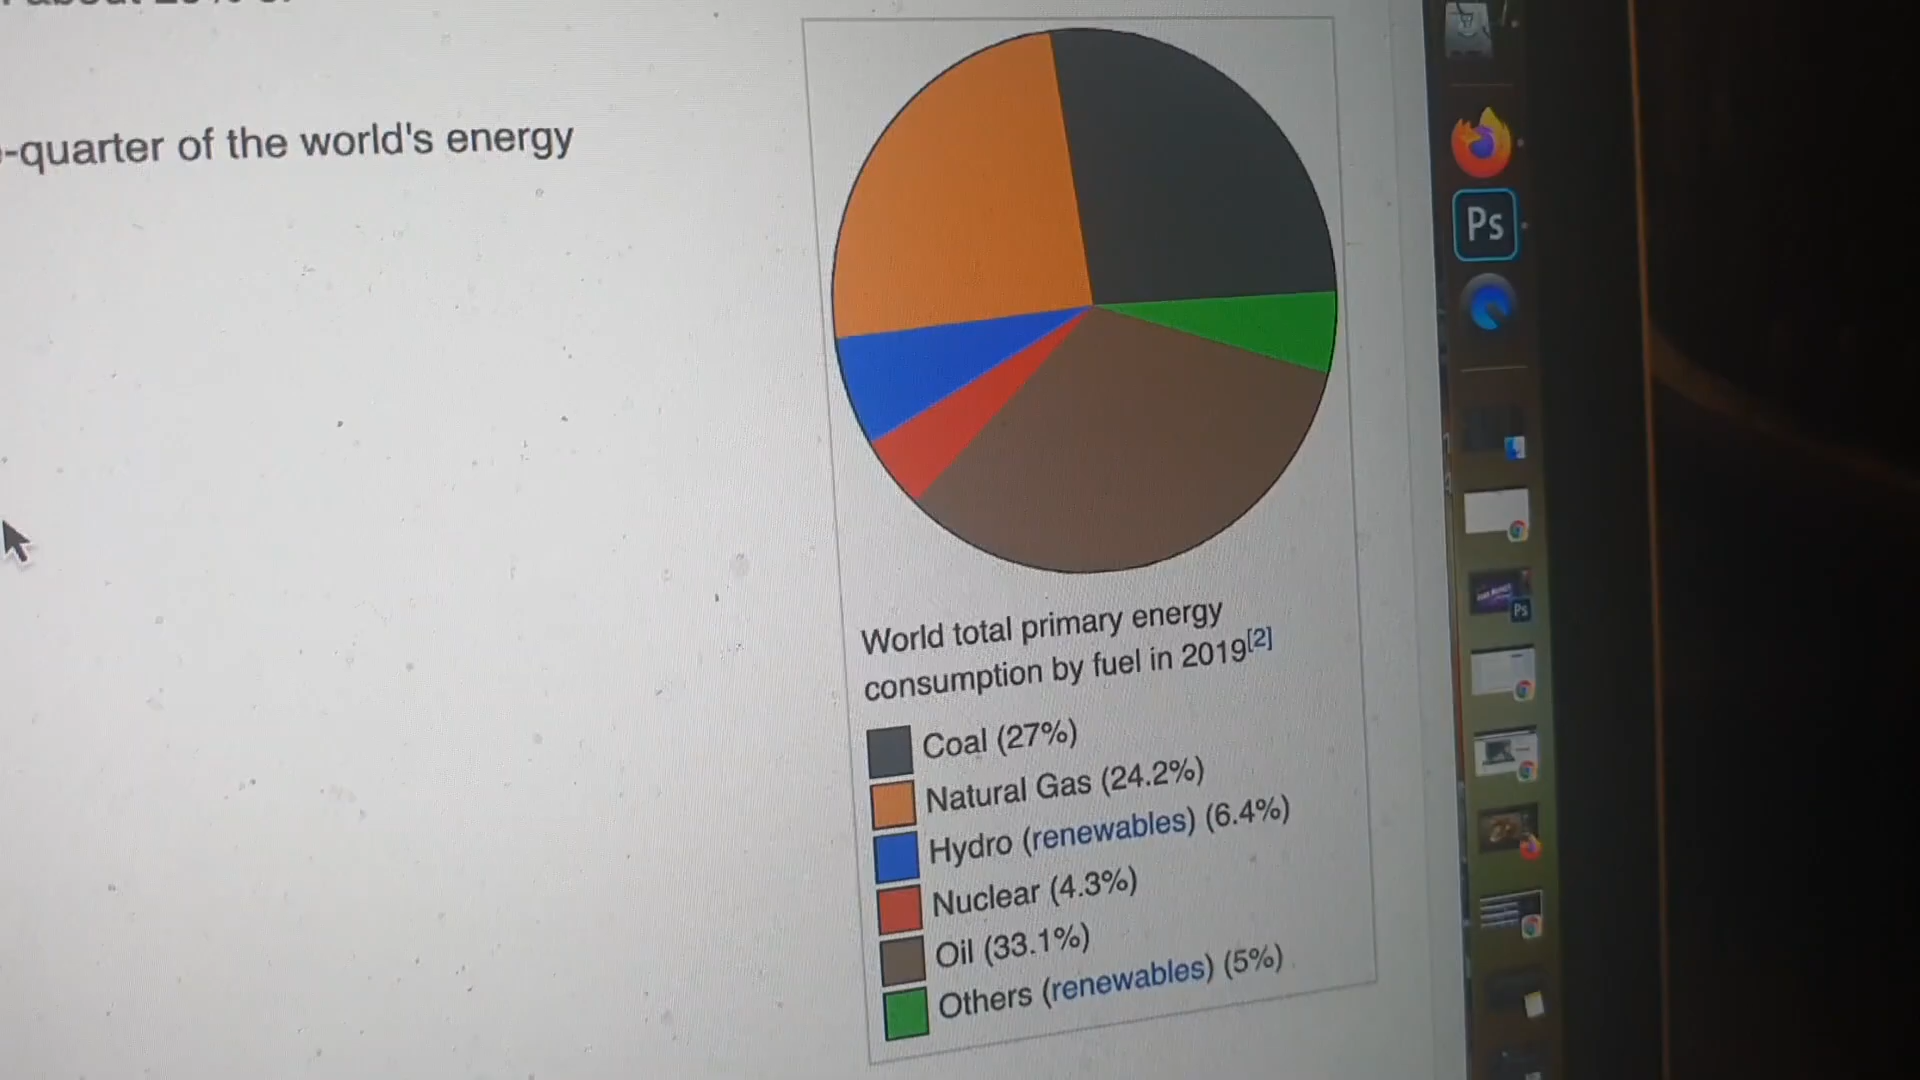 -quarter of the world's energy
World total primary energy
consumption by fuel in 2019[2]
Coal (27%)
Natural Gas (24.2%)
Hydro (renewables) (6.4%)
Nuclear (4.3%)
Oil (33.1%)
Others (renewables) (5%)
Ps
Ps